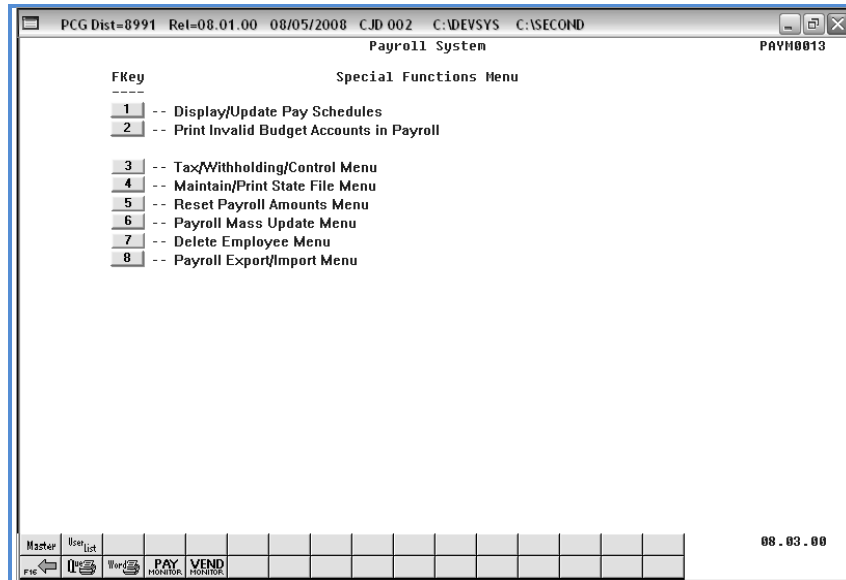 PCG Dist=8991 Rel=08.01.00 08/05/2008 CJD 002 C:\DEVSYS C:\SECOND
Payroll System PAYM0013
FKey Special Functions Menu
----
1 -- Display/Update Pay Schedules
2 -- Print Invalid Budget Accounts in Payroll
3 -- Tax/Withholding/Control Menu
4 -- Maintain/Print State File Menu
5 -- Reset Payroll Amounts Menu
6 -- Payroll Mass Update Menu
7 -- Delete Employee Menu
8 -- Payroll Export/Import Menu
Master User List 08.03.00
F16 Que Word PAY MONITOR VEND MONITOR